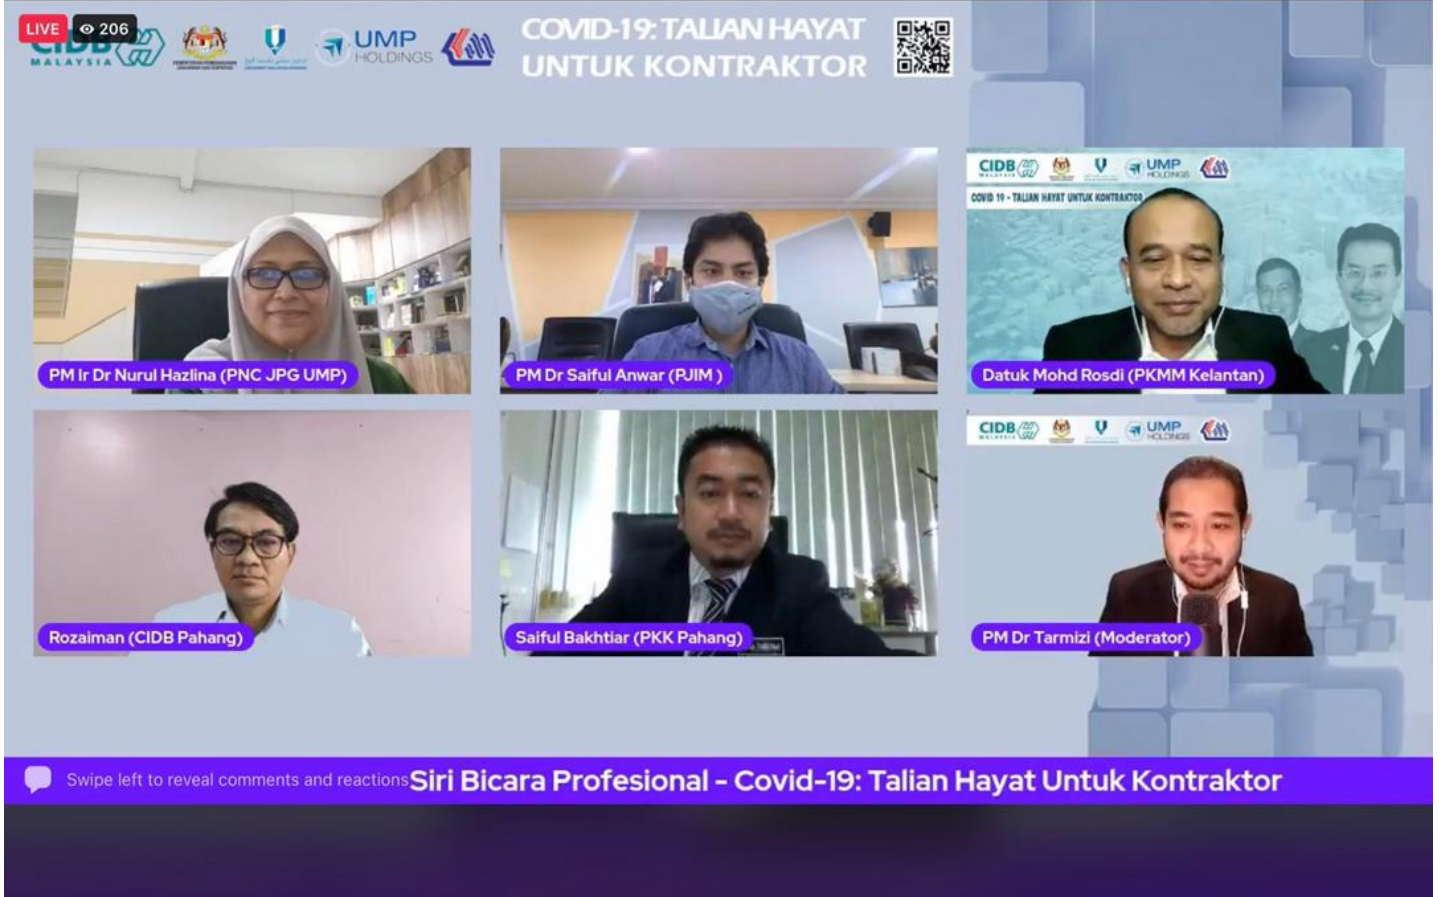 LIVE 206
CIDB
MALAYSIA
UMP
HOLDINGS
COVID-19: TALIAN HAYAT
UNTUK KONTRAKTOR
PM Ir Dr Nurul Hazlina (PNC JPG UMP)
PM Dr Saiful Anwar (PJIM )
CIDB
MALAYSIA
UMP
HOLDINGS
COVID 19 - TALIAN HAYAT UNTUK KONTRAKTOR
Datuk Mohd Rosdi (PKMM Kelantan)
Rozaiman (CIDB Pahang)
Saiful Bakhtiar (PKK Pahang)
CIDB
MALAYSIA
UMP
HOLDINGS
PM Dr Tarmizi (Moderator)
Swipe left to reveal comments and reactions
Siri Bicara Profesional - Covid-19: Talian Hayat Untuk Kontraktor